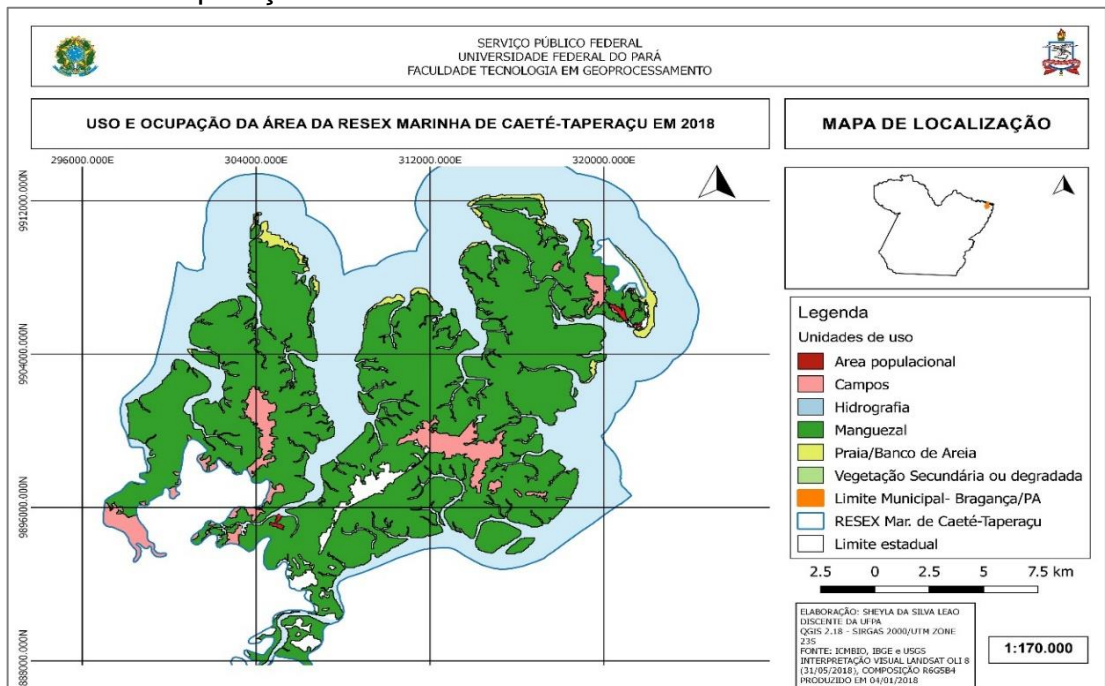 SERVIÇO PÚBLICO FEDERAL
UNIVERSIDADE FEDERAL DO PARÁ
FACULDADE TECNOLOGIA EM GEOPROCESSAMENTO
USO E OCUPAÇÃO DA ÁREA DA RESEX MARINHA DE CAETÉ-TAPERAÇU EM 2018
MAPA DE LOCALIZAÇÃO
296000.000E
304000.000E
312000.000E
320000.000E
9912000.000N
9904000.000N
9896000.000N
888000.000N
Legenda
Unidades de uso
Area populacional
Campos
Hidrografia
Manguezal
Praia/Banco de Areia
Vegetação Secundária ou degradada
Limite Municipal- Bragança/PA
RESEX Mar. de Caeté-Taperaçu
Limite estadual
2.5 0 2.5 5 7.5 km
ELABORAÇÃO: SHEYLA DA SILVA LEAO
DISCENTE DA UFPA
QGIS 2.18 - SIRGAS 2000/UTM ZONE
23S
FONTE: ICMBIO, IBGE e USGS
INTERPRETAÇÃO VISUAL LANDSAT OLI 8
(31/05/2018), COMPOSIÇÃO R6G5B4
PRODUZIDO EM 04/01/2018
1:170.000